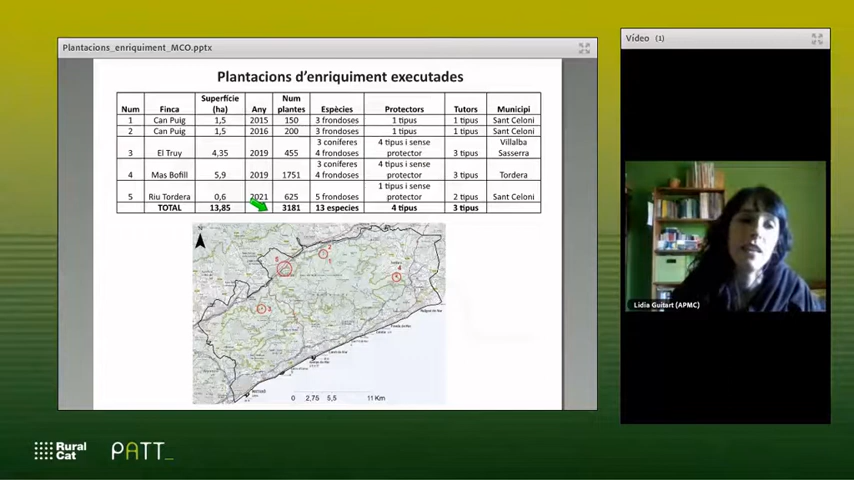 Plantacions_enriquiment_MCO.pptx
Vídeo (1)
Plantacions d'enriquiment executades
Num Finca Superfície (ha) Any Num plantes Espècies Protectors Tutors Municipi
1 Can Puig 1,5 2015 150 3 frondoses 1 tipus 1 tipus Sant Celoni
2 Can Puig 1,5 2016 200 3 frondoses 1 tipus 1 tipus Sant Celoni
3 El Truy 4,35 2019 455 3 coníferes 4 frondoses 4 tipus i sense protector 3 tipus Villalba Sasserra
4 Mas Bofill 5,9 2019 1751 3 coníferes 4 frondoses 4 tipus i sense protector 3 tipus Tordera
5 Riu Tordera 0,6 2021 625 5 frondoses 1 tipus i sense protector 2 tipus Sant Celoni
TOTAL 13,85 3181 13 especies 4 tipus 3 tipus
0 2,75 5,5 11 Km
Lidia Guitart (APMC)
Rural Cat
PATT_